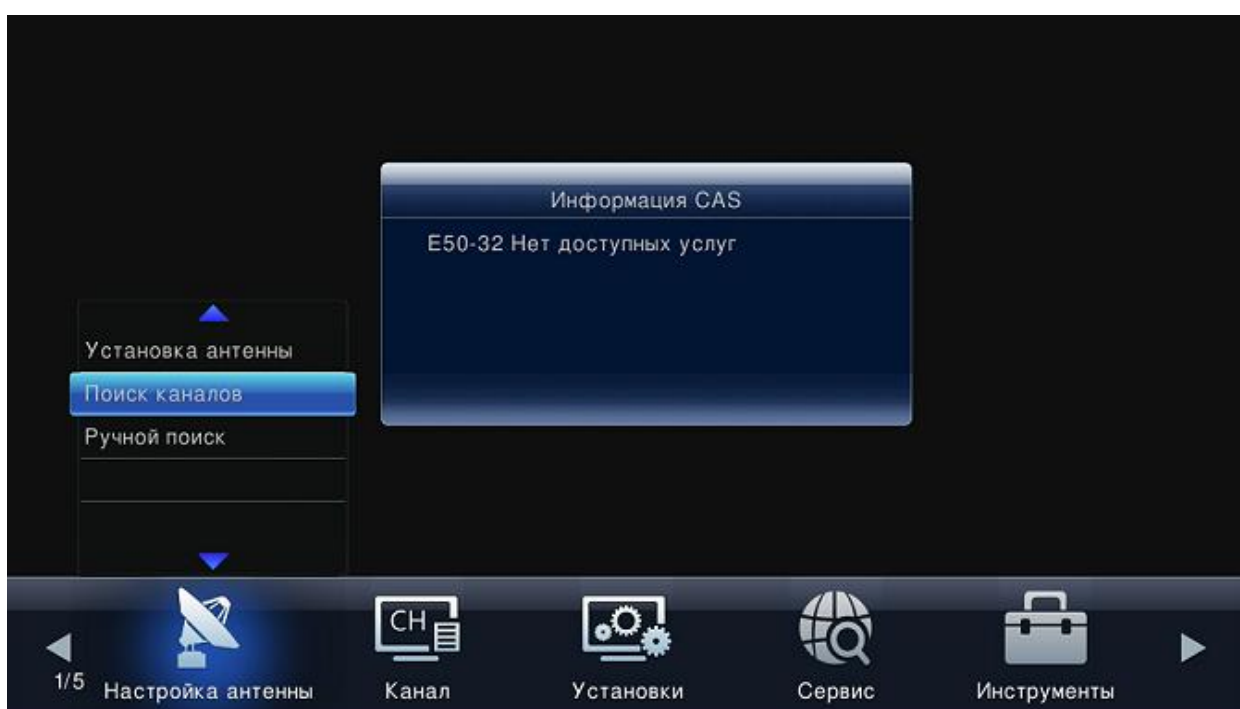 Информация CAS
E50-32 Нет доступных услуг
Установка антенны
Поиск каналов
Ручной поиск
CH
1/5
Настройка антенны
Канал
Установки
Сервис
Инструменты